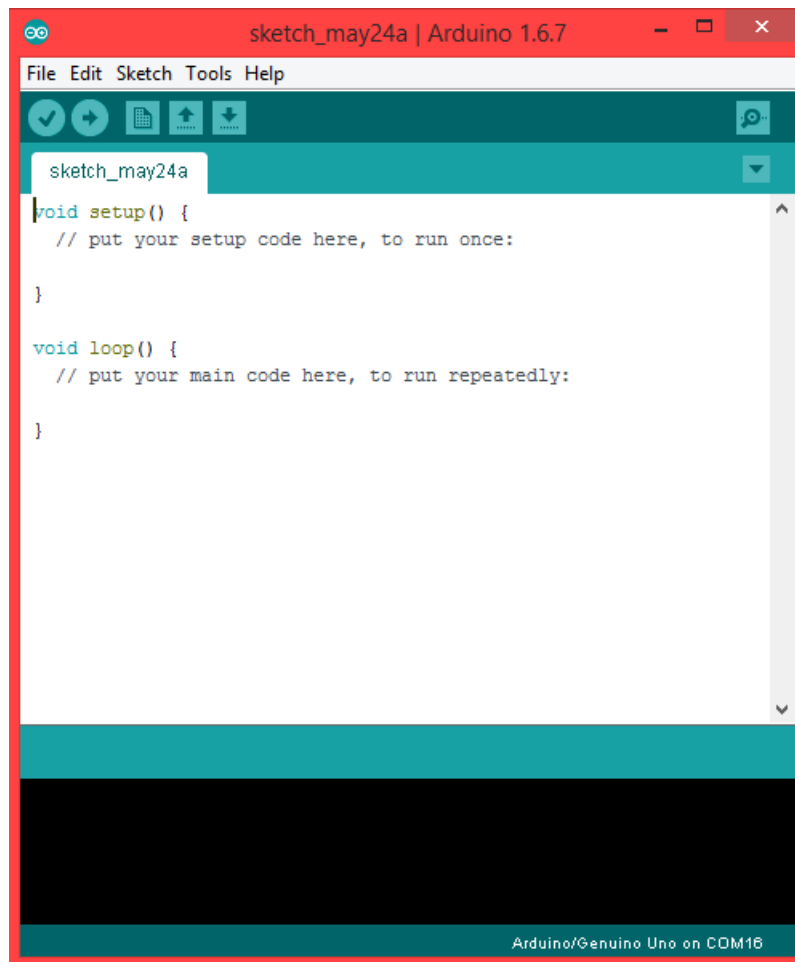 sketch_may24a | Arduino 1.6.7
File Edit Sketch Tools Help
sketch_may24a
void setup() {
  // put your setup code here, to run once:

}

void loop() {
  // put your main code here, to run repeatedly:

}
Arduino/Genuino Uno on COM16